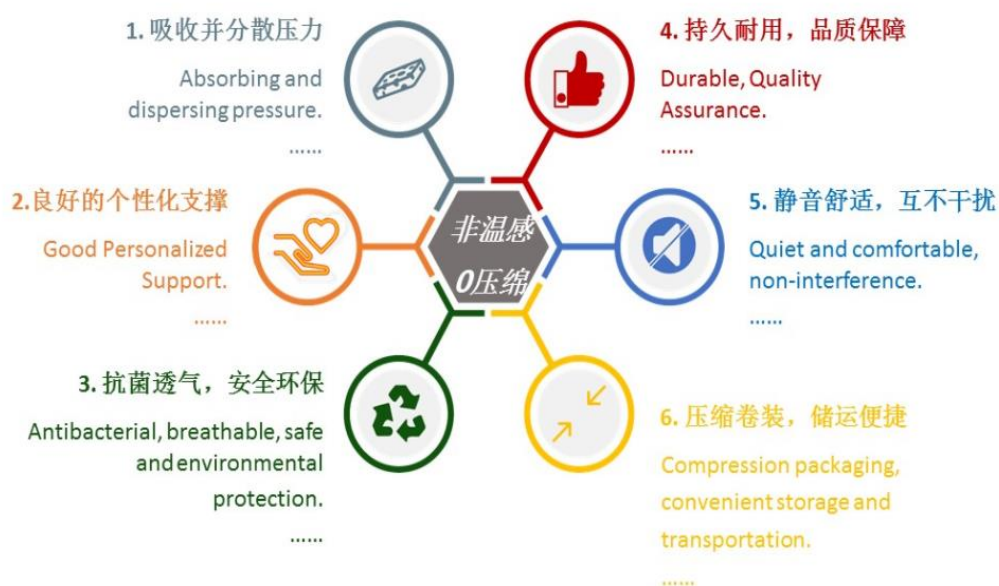 1. 吸收并分散压力
Absorbing and
dispersing pressure.
……
2.良好的个性化支撑
Good Personalized
Support.
……
3. 抗菌透气，安全环保
Antibacterial, breathable, safe
and environmental
protection.
……
非温感
0压绵
4. 持久耐用，品质保障
Durable, Quality
Assurance.
……
5. 静音舒适，互不干扰
Quiet and comfortable,
non-interference.
……
6. 压缩卷装，储运便捷
Compression packaging,
convenient storage and
transportation.
……